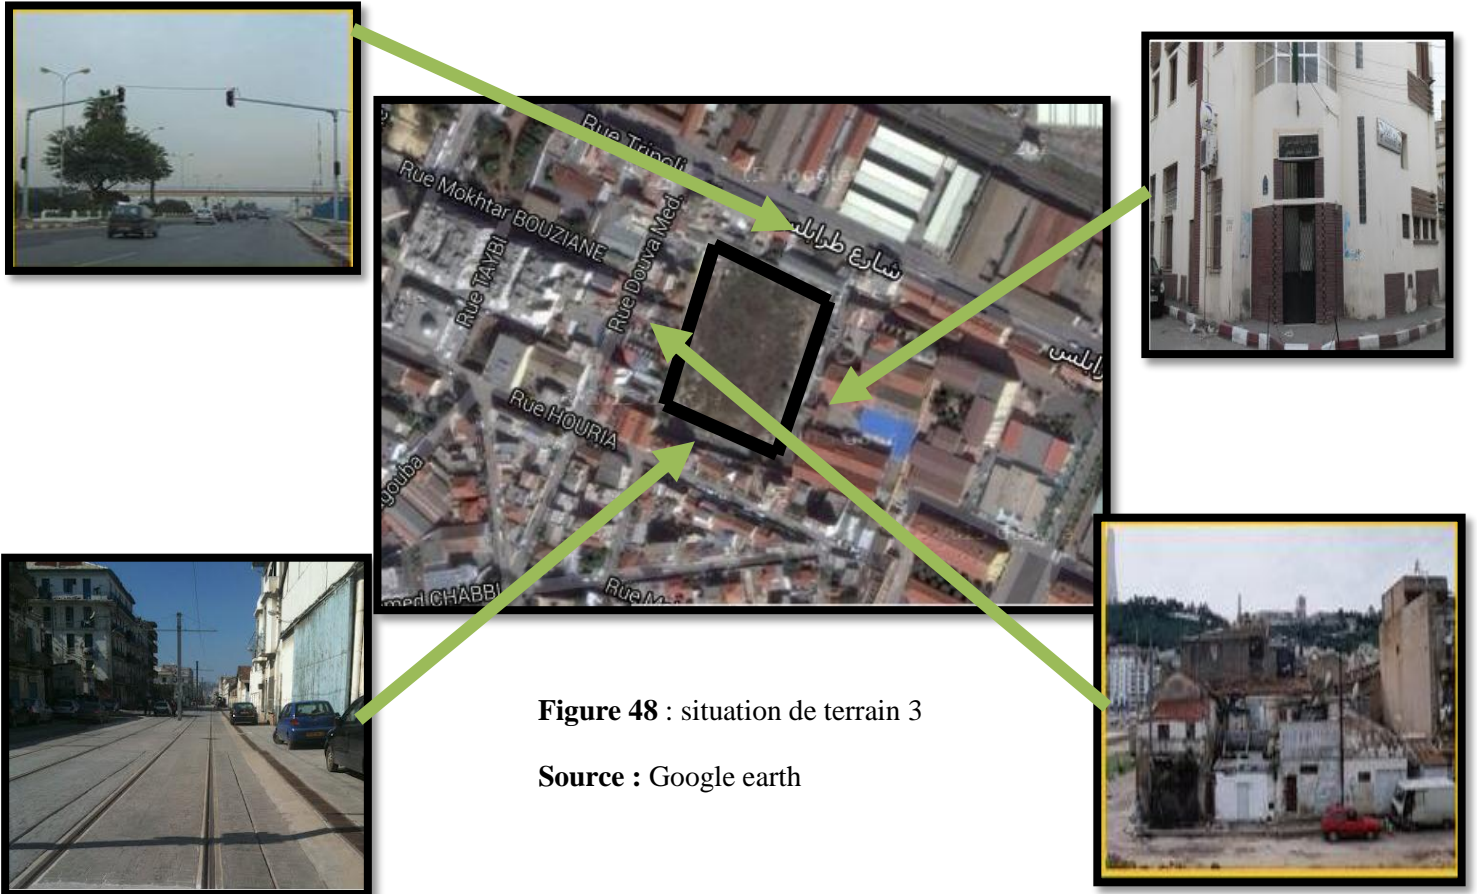 Rue Tripoli
Rue Mokhtar BOUZIANE
Rue TAYBI
Rue Douva Med.
شارع طرابلس
Rue HOURIA
Google
med CHABBI
Figure 48 : situation de terrain 3
Source : Google earth